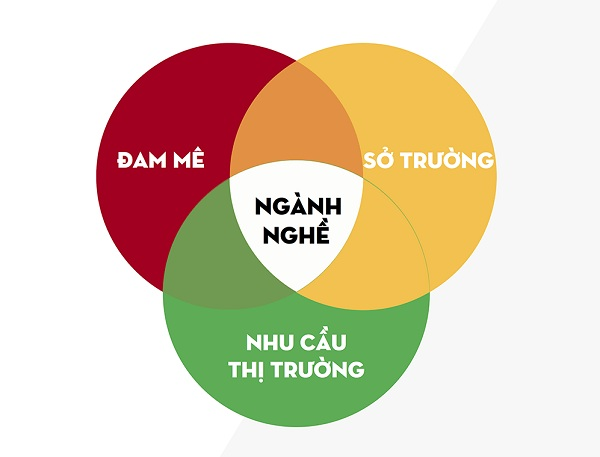 ĐAM MÊ
SỞ TRƯỜNG
NGÀNH
NGHỀ
NHU CẦU
THỊ TRƯỜNG